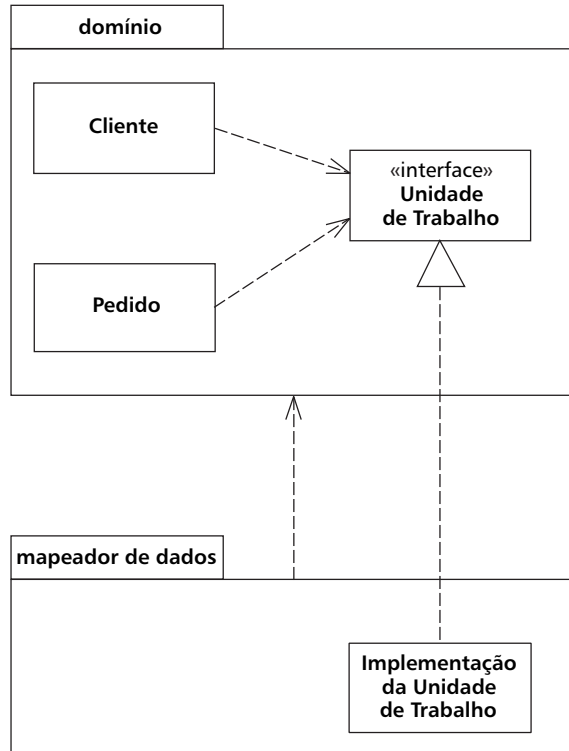 domínio
Cliente
«interface»
Unidade
de Trabalho
Pedido
mapeador de dados
Implementação
da Unidade
de Trabalho